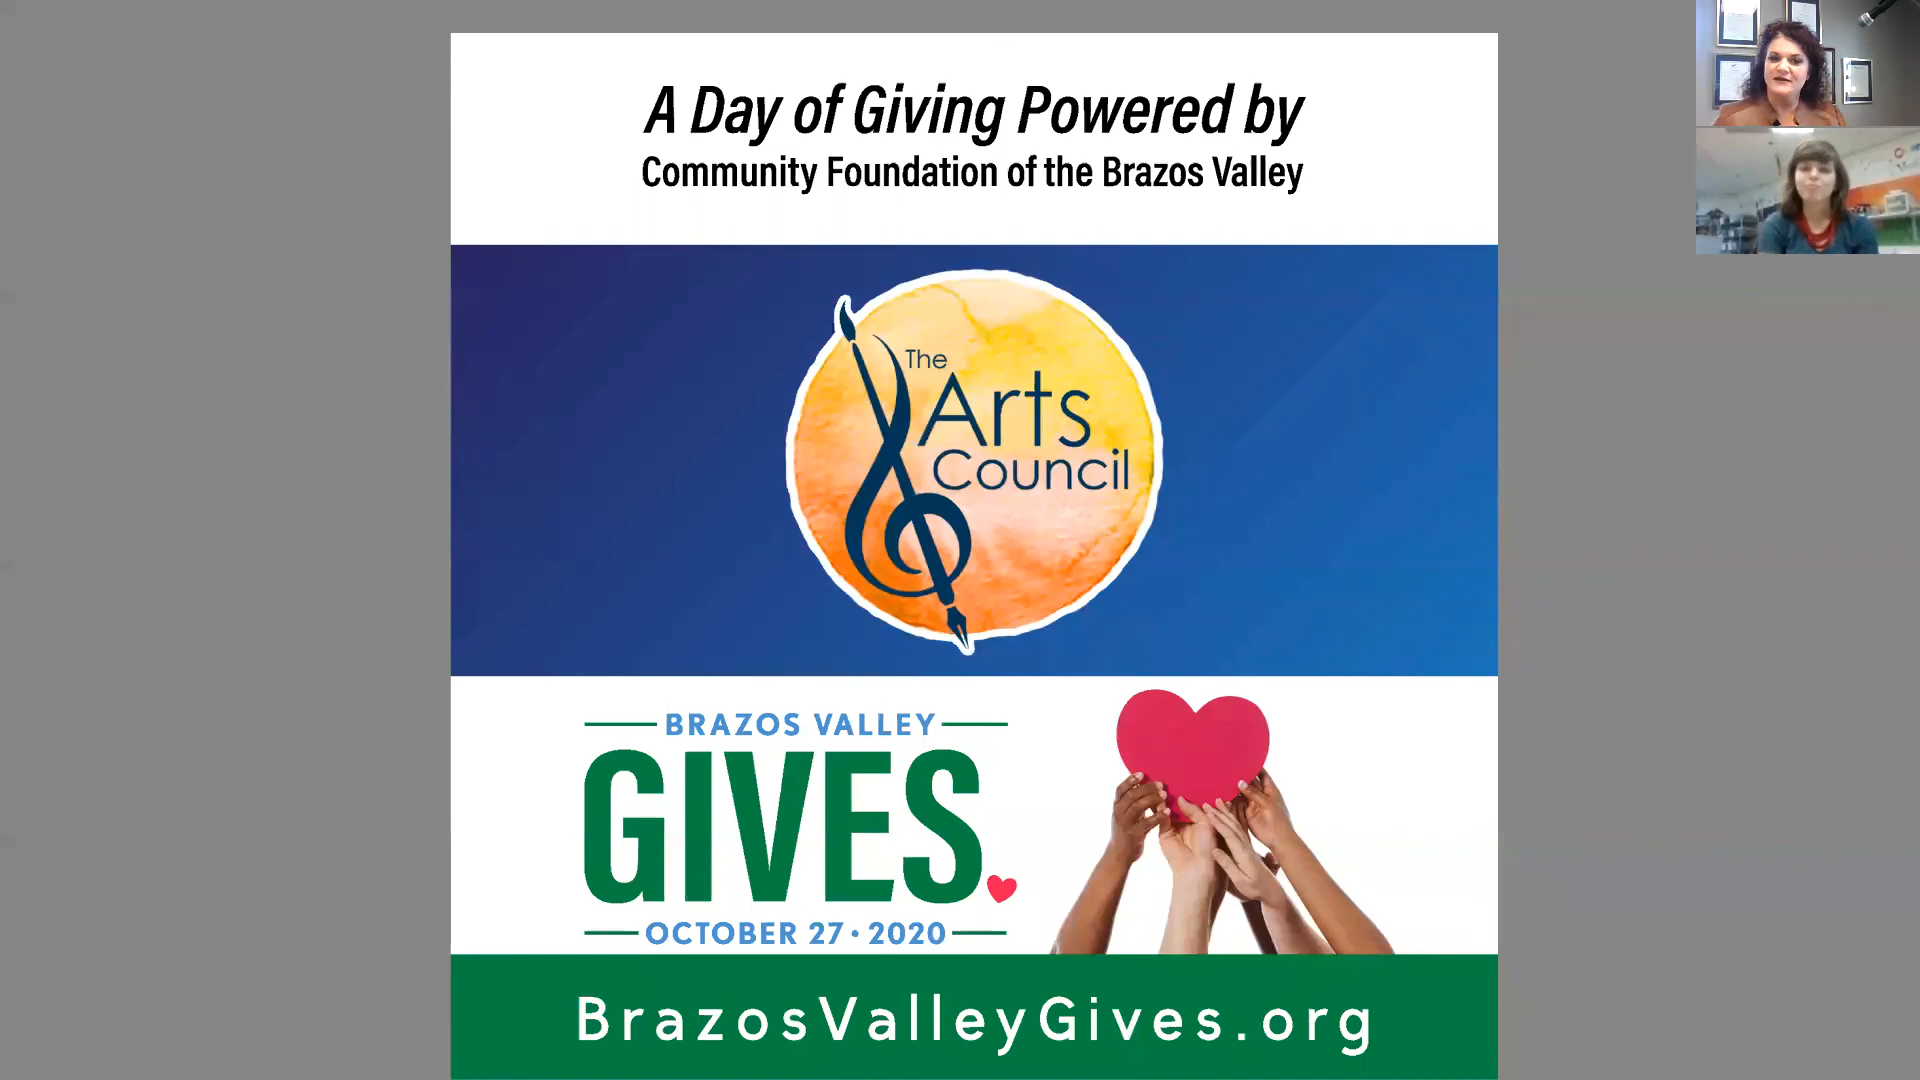 A Day of Giving Powered by
Community Foundation of the Brazos Valley
The
Arts
Council
BRAZOS VALLEY
GIVES
OCTOBER 27 • 2020
BrazosValleyGives.org